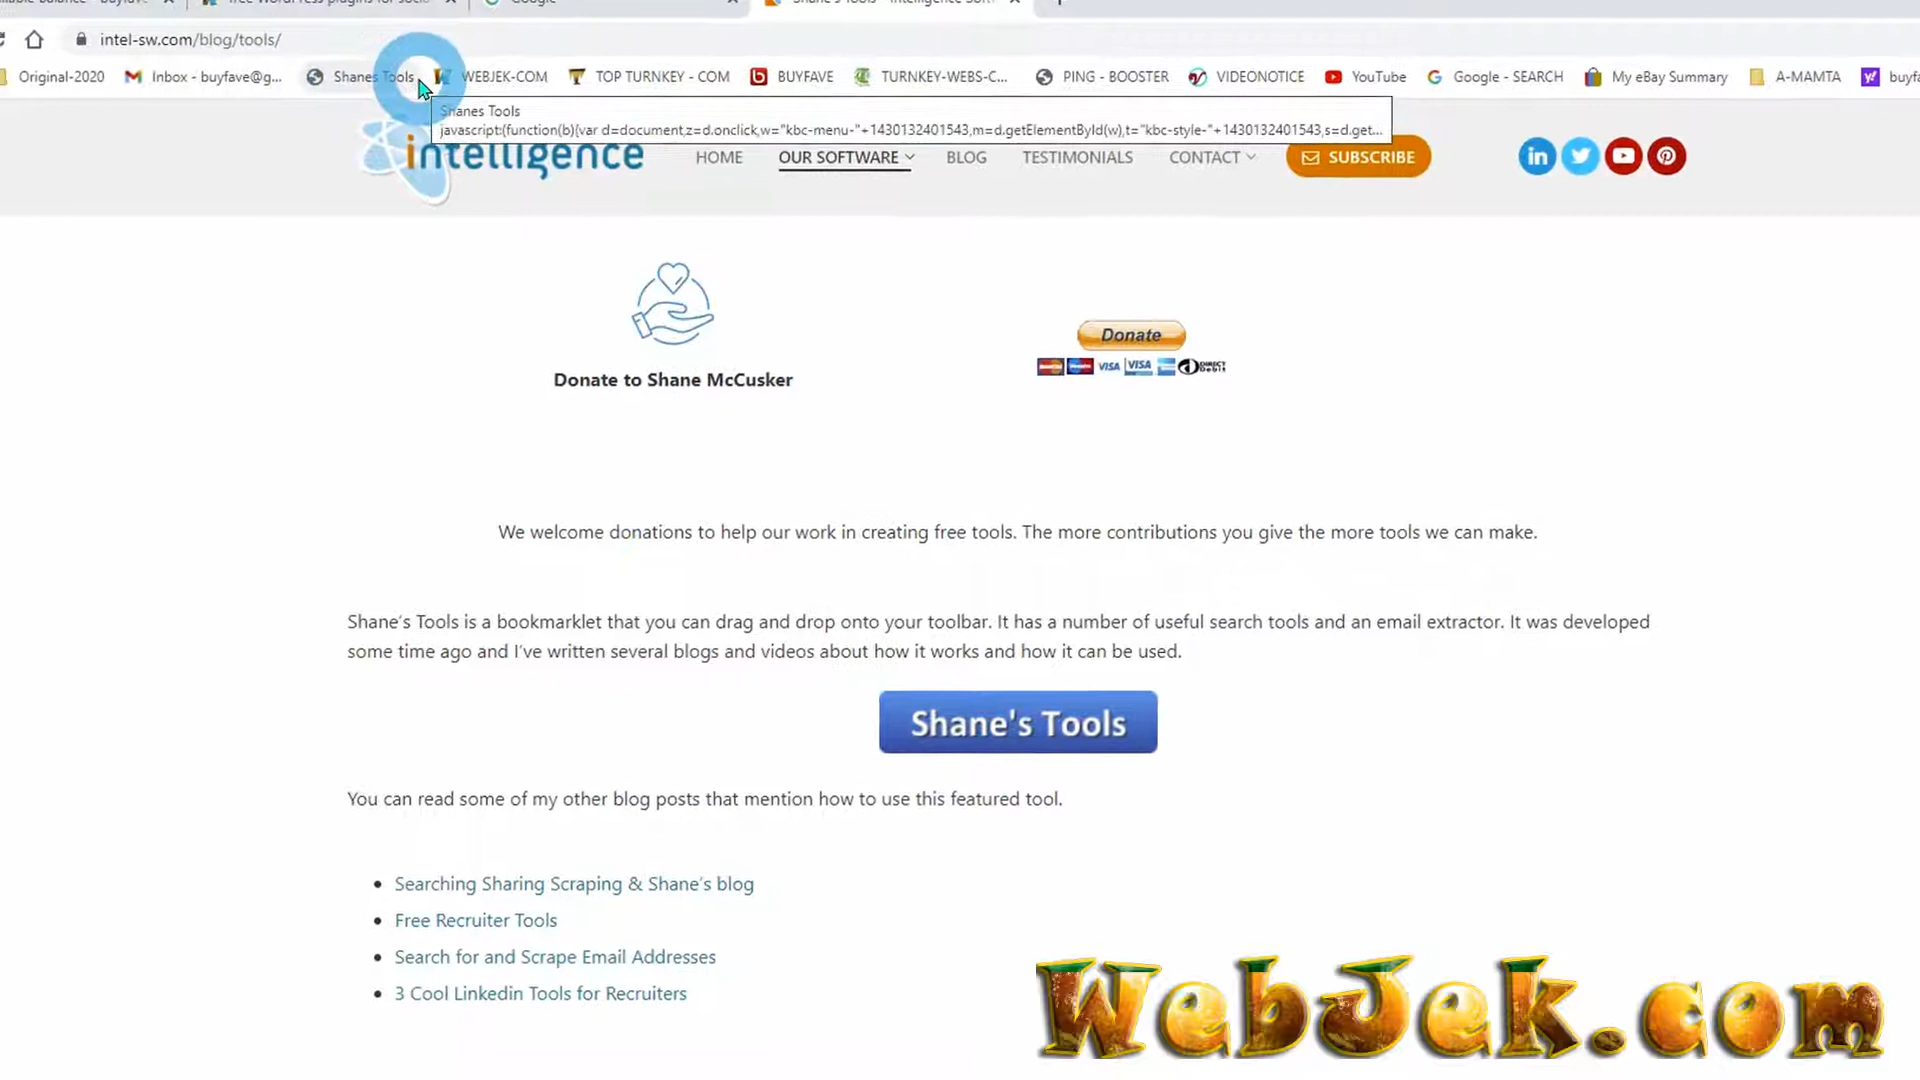 intel-sw.com/blog/tools/
Original-2020 Inbox - buyfave@g... Shanes Tools WEBJEK-COM TOP TURNKEY - COM BUYFAVE TURNKEY-WEBS-C... PING - BOOSTER VIDEONOTICE YouTube Google - SEARCH My eBay Summary A-MAMTA buyfa
Shanes Tools
javascript:(function(b){var d=document,z=d.onclick,w="kbc-menu-"+1430132401543,m=d.getElementById(w),t="kbc-style-"+1430132401543,s=d.get...
intelligence HOME OUR SOFTWARE BLOG TESTIMONIALS CONTACT SUBSCRIBE
Donate
VISA VISA DIRECT Debit
Donate to Shane McCusker
We welcome donations to help our work in creating free tools. The more contributions you give the more tools we can make.
Shane's Tools is a bookmarklet that you can drag and drop onto your toolbar. It has a number of useful search tools and an email extractor. It was developed
some time ago and I've written several blogs and videos about how it works and how it can be used.
Shane's Tools
You can read some of my other blog posts that mention how to use this featured tool.
Searching Sharing Scraping & Shane's blog
Free Recruiter Tools
Search for and Scrape Email Addresses
3 Cool Linkedin Tools for Recruiters
WebJek.com